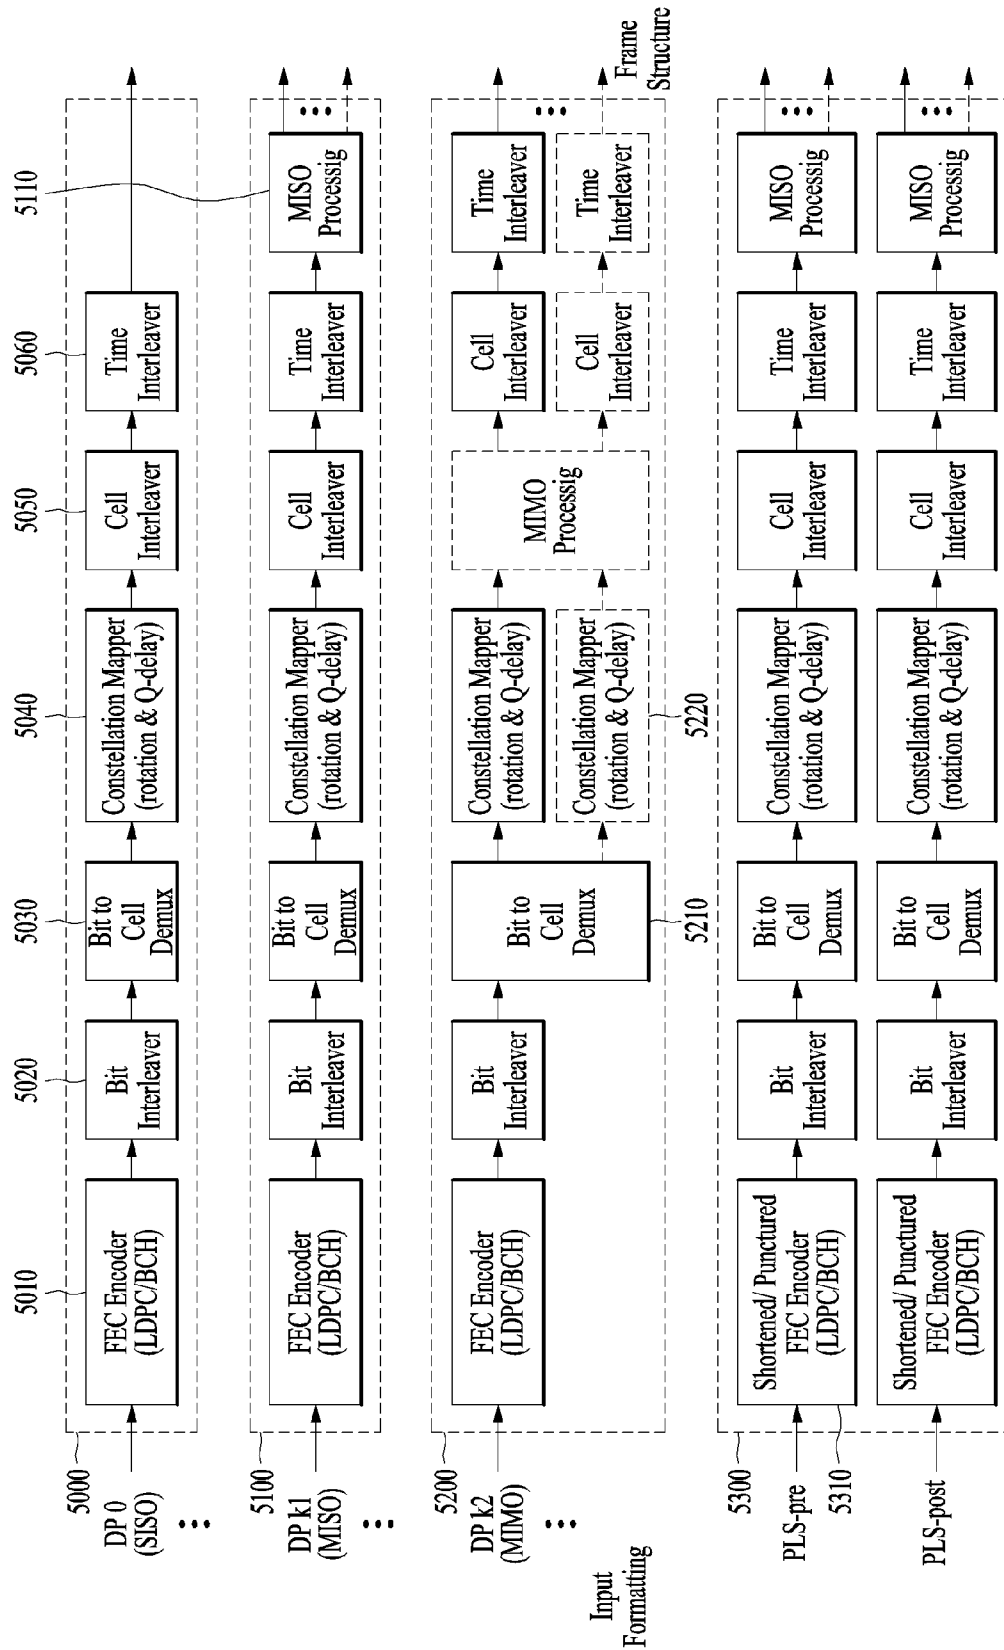 5010
5020
5030
5040
5050
5060
5110
5000
DP 0
(SISO)
FEC Encoder
(LDPC/BCH)
Bit
Interleaver
Bit to
Cell
Demux
Constellation Mapper
(rotation & Q-delay)
Cell
Interleaver
Time
Interleaver
5100
DP k1
(MISO)
FEC Encoder
(LDPC/BCH)
Bit
Interleaver
Bit to
Cell
Demux
Constellation Mapper
(rotation & Q-delay)
Cell
Interleaver
Time
Interleaver
MISO
Processig
5200
DP k2
(MIMO)
FEC Encoder
(LDPC/BCH)
Bit
Interleaver
Bit to
Cell
Demux
5210
Constellation Mapper
(rotation & Q-delay)
Constellation Mapper
(rotation & Q-delay)
5220
MIMO
Processig
Cell
Interleaver
Cell
Interleaver
Time
Interleaver
Time
Interleaver
Input
Formatting
Frame
Structure
5300
PLS-pre
5310
Shortened/ Punctured
FEC Encoder
(LDPC/BCH)
Bit
Interleaver
Bit to
Cell
Demux
Constellation Mapper
(rotation & Q-delay)
Cell
Interleaver
Time
Interleaver
MISO
Processig
PLS-post
Shortened/ Punctured
FEC Encoder
(LDPC/BCH)
Bit
Interleaver
Bit to
Cell
Demux
Constellation Mapper
(rotation & Q-delay)
Cell
Interleaver
Time
Interleaver
MISO
Processig